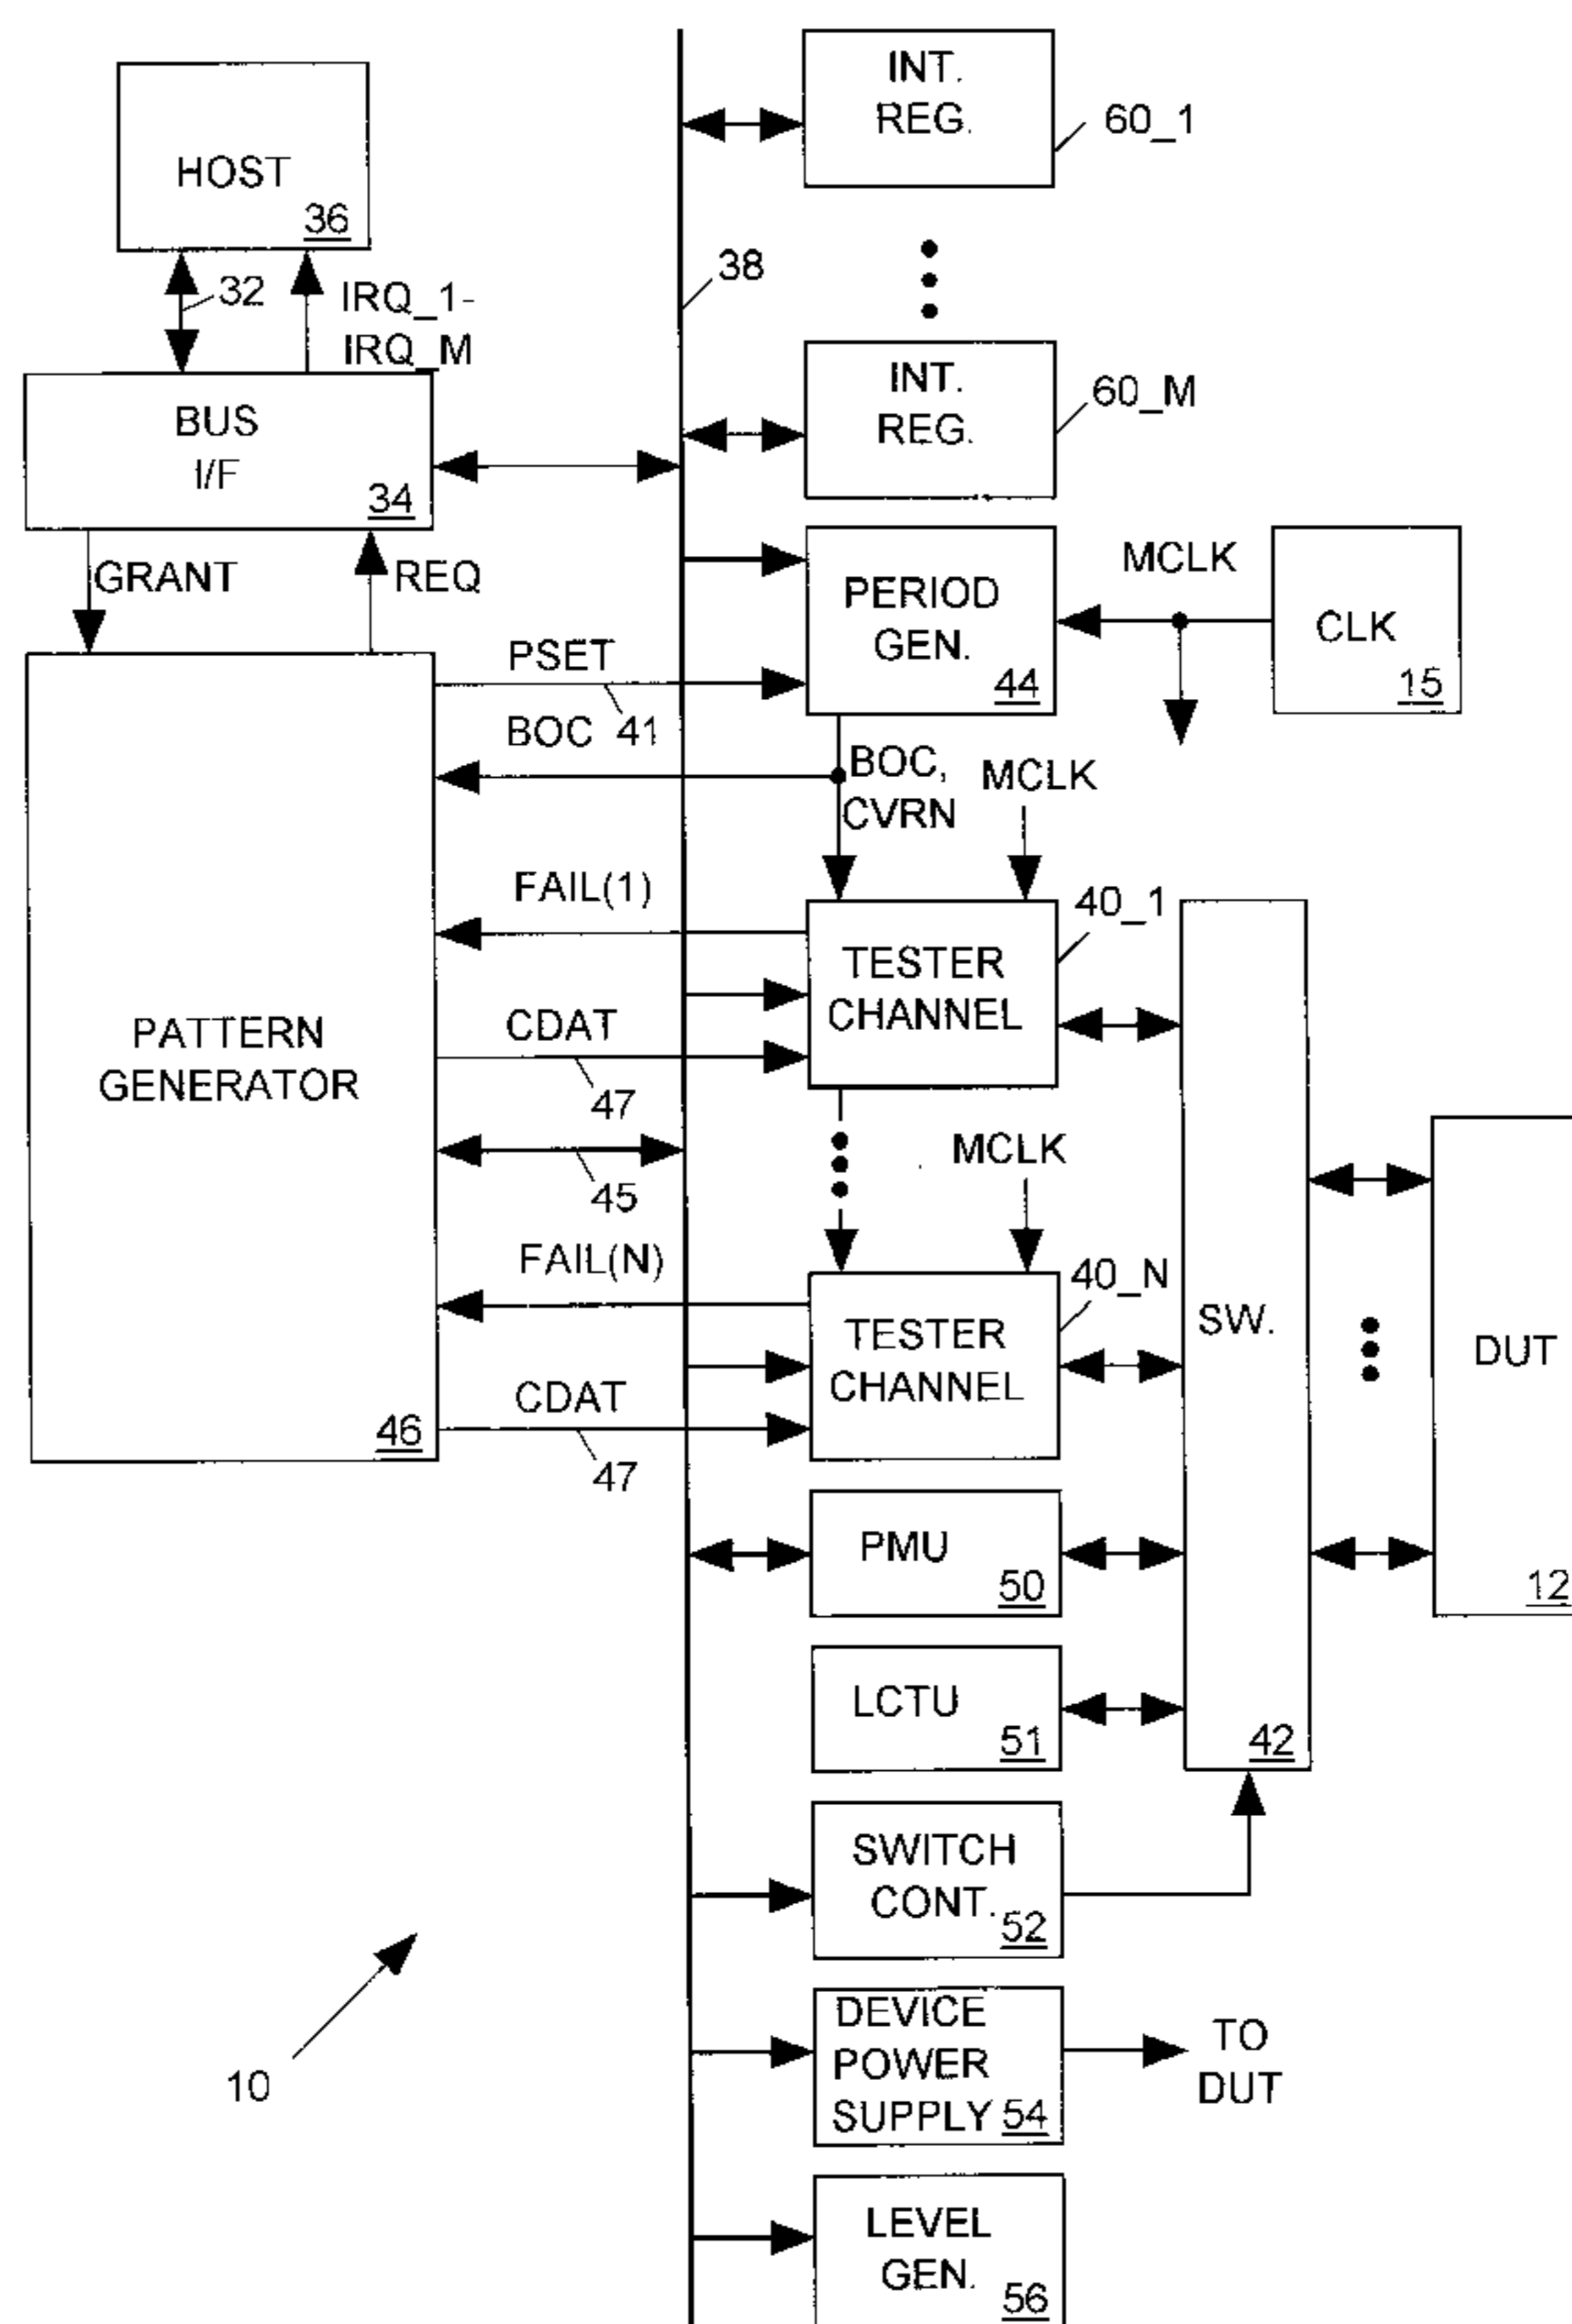 INT.
REG.
60_1
HOST
36
38
32
IRQ_1-
IRQ_M
INT.
REG.
60_M
BUS
I/F
34
GRANT
REQ
PERIOD
GEN.
44
MCLK
CLK
15
PSET
41
BOC
BOC,
CVRN
MCLK
FAIL(1)
40_1
TESTER
CHANNEL
CDAT
47
PATTERN
GENERATOR
46
45
MCLK
FAIL(N)
40_N
TESTER
CHANNEL
CDAT
47
SW.
42
DUT
12
PMU
50
LCTU
51
SWITCH
CONT.
52
DEVICE
POWER
SUPPLY 54
TO
DUT
10
LEVEL
GEN.
56